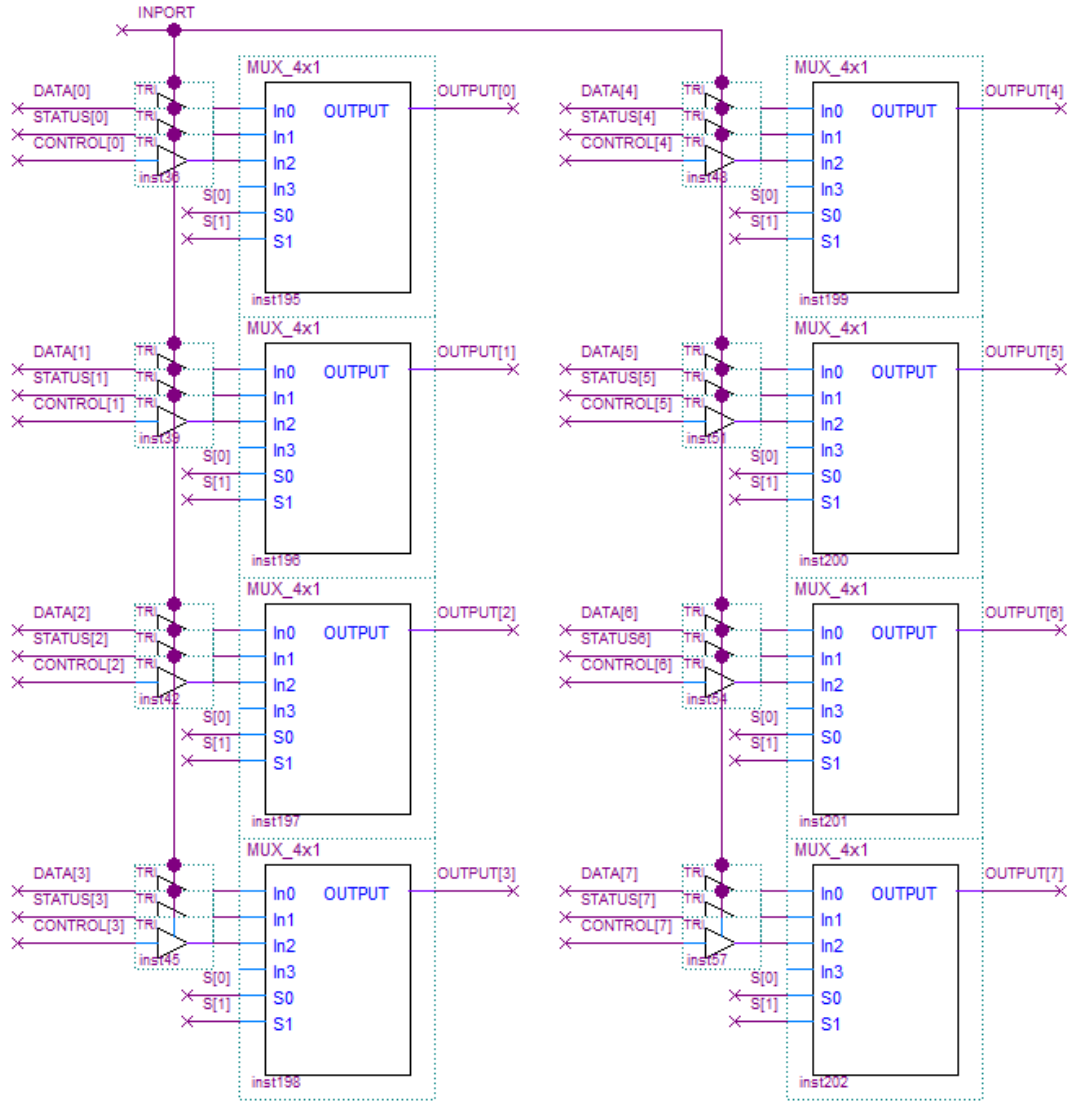 INPORT
MUX_4x1
DATA[0] TRI In0 OUTPUT OUTPUT[0]
STATUS[0] TRI In1
CONTROL[0] TRI In2
inst36 In3
S[0] S0
S[1] S1
inst195
MUX_4x1
DATA[1] TRI In0 OUTPUT OUTPUT[1]
STATUS[1] TRI In1
CONTROL[1] TRI In2
inst39 In3
S[0] S0
S[1] S1
inst196
MUX_4x1
DATA[2] TRI In0 OUTPUT OUTPUT[2]
STATUS[2] TRI In1
CONTROL[2] TRI In2
inst42 In3
S[0] S0
S[1] S1
inst197
MUX_4x1
DATA[3] TRI In0 OUTPUT OUTPUT[3]
STATUS[3] TRI In1
CONTROL[3] TRI In2
inst45 In3
S[0] S0
S[1] S1
inst198
MUX_4x1
DATA[4] TRI In0 OUTPUT OUTPUT[4]
STATUS[4] TRI In1
CONTROL[4] TRI In2
inst48 In3
S[0] S0
S[1] S1
inst199
MUX_4x1
DATA[5] TRI In0 OUTPUT OUTPUT[5]
STATUS[5] TRI In1
CONTROL[5] TRI In2
inst51 In3
S[0] S0
S[1] S1
inst200
MUX_4x1
DATA[6] TRI In0 OUTPUT OUTPUT[6]
STATUS6] TRI In1
CONTROL[6] TRI In2
inst54 In3
S[0] S0
S[1] S1
inst201
MUX_4x1
DATA[7] TRI In0 OUTPUT OUTPUT[7]
STATUS[7] TRI In1
CONTROL[7] TRI In2
inst57 In3
S[0] S0
S[1] S1
inst202